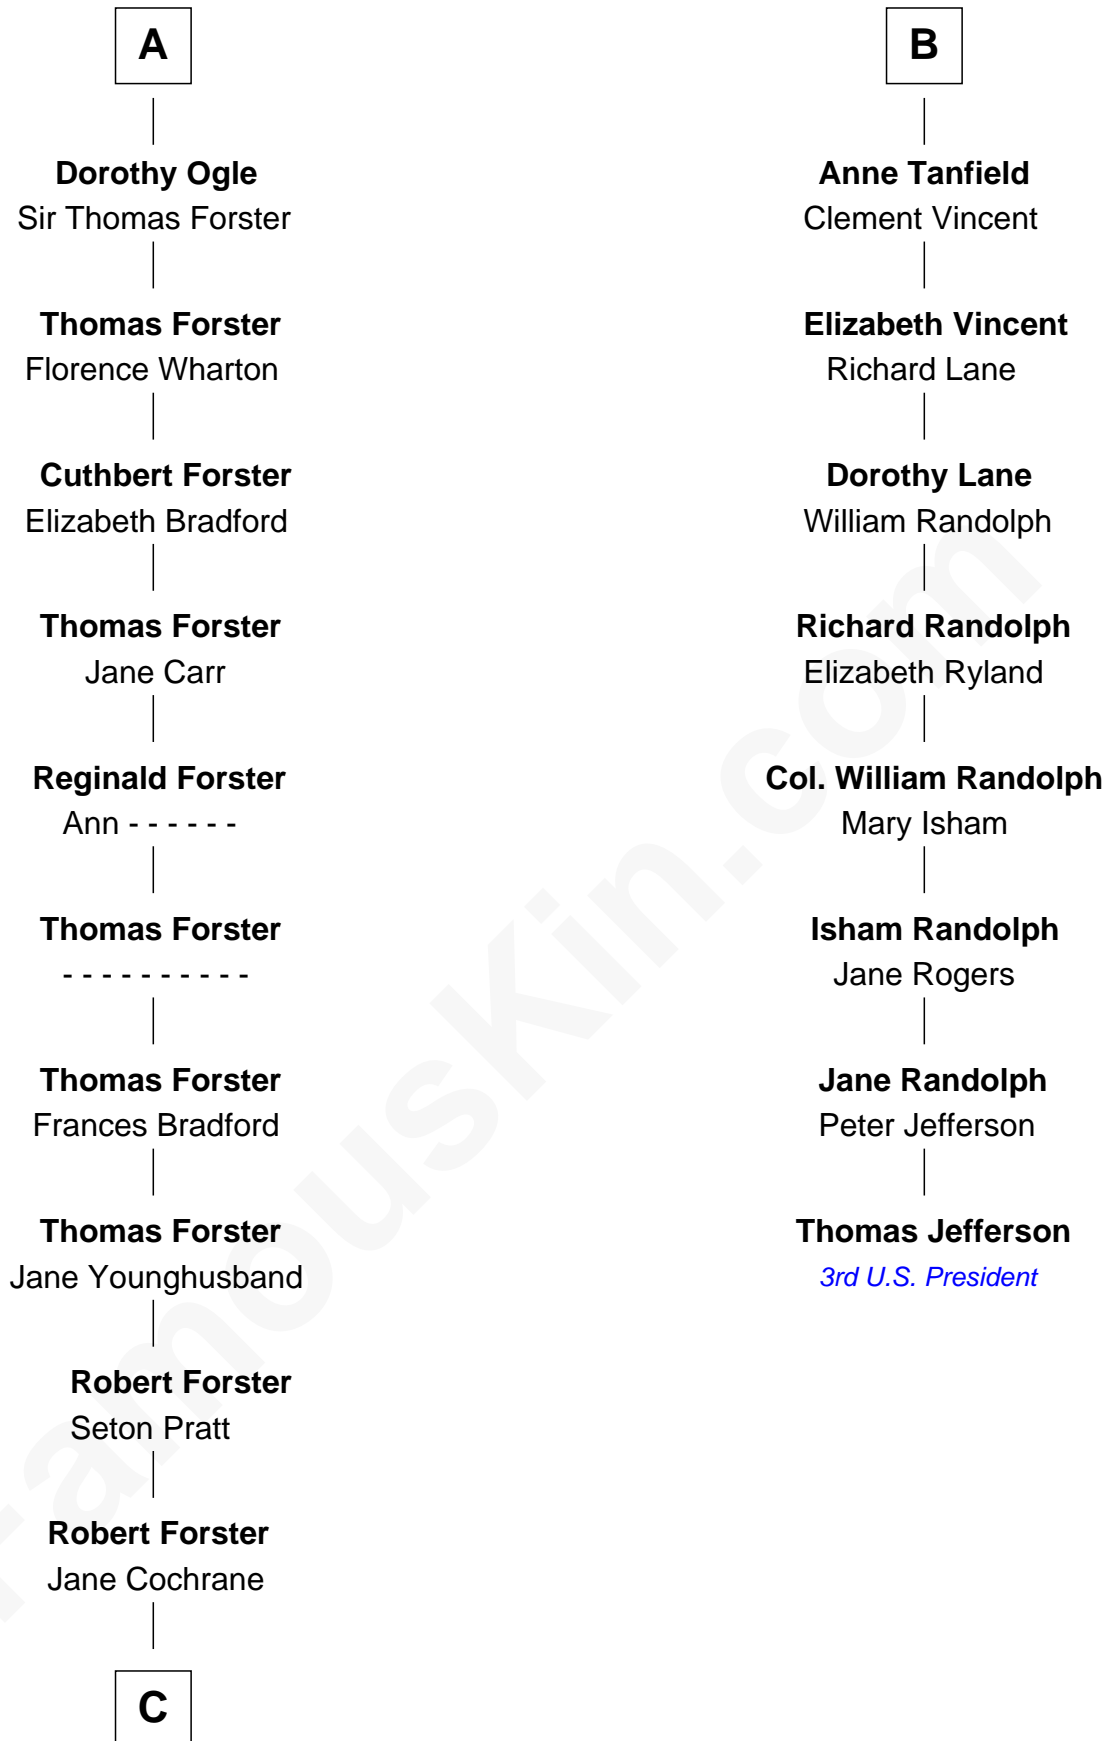 A
Dorothy Ogle
Sir Thomas Forster
Thomas Forster
Florence Wharton
Cuthbert Forster
Elizabeth Bradford
Thomas Forster
Jane Carr
Reginald Forster
Ann - - - - - -
Thomas Forster
- - - - - - - - - -
Thomas Forster
Frances Bradford
Thomas Forster
Jane Younghusband
Robert Forster
Seton Pratt
Robert Forster
Jane Cochrane
C
B
Anne Tanfield
Clement Vincent
Elizabeth Vincent
Richard Lane
Dorothy Lane
William Randolph
Richard Randolph
Elizabeth Ryland
Col. William Randolph
Mary Isham
Isham Randolph
Jane Rogers
Jane Randolph
Peter Jefferson
Thomas Jefferson
3rd U.S. President
FamousKin.com